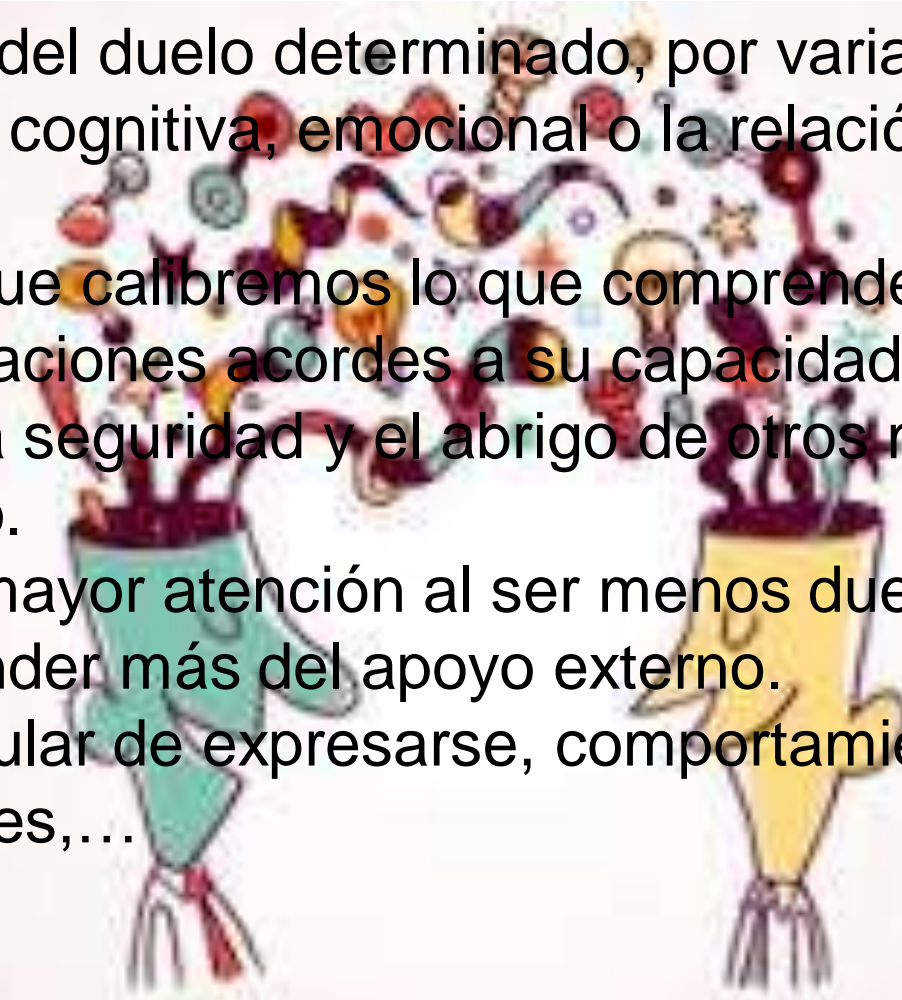 del duelo determinado, por varia
cognitiva, emocional o la relació
ue calibremos lo que comprende
aciones acordes a su capacidad
a seguridad y el abrigo de otros
o.
mayor atención al ser menos due
nder más del apoyo externo.
ular de expresarse, comportamie
es,…